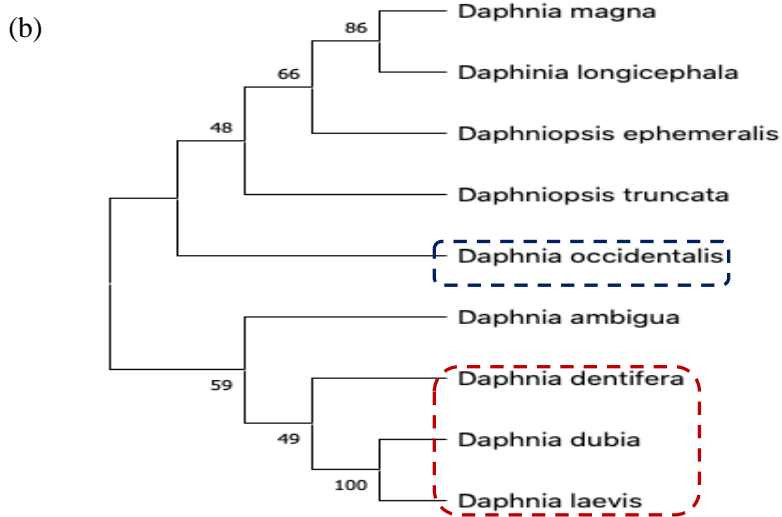 (b)
86
Daphnia magna
Daphinia longicephala
66
Daphniopsis ephemeralis
48
Daphniopsis truncata
Daphnia occidentalis
Daphnia ambigua
59
Daphnia dentifera
49
Daphnia dubia
100
Daphnia laevis